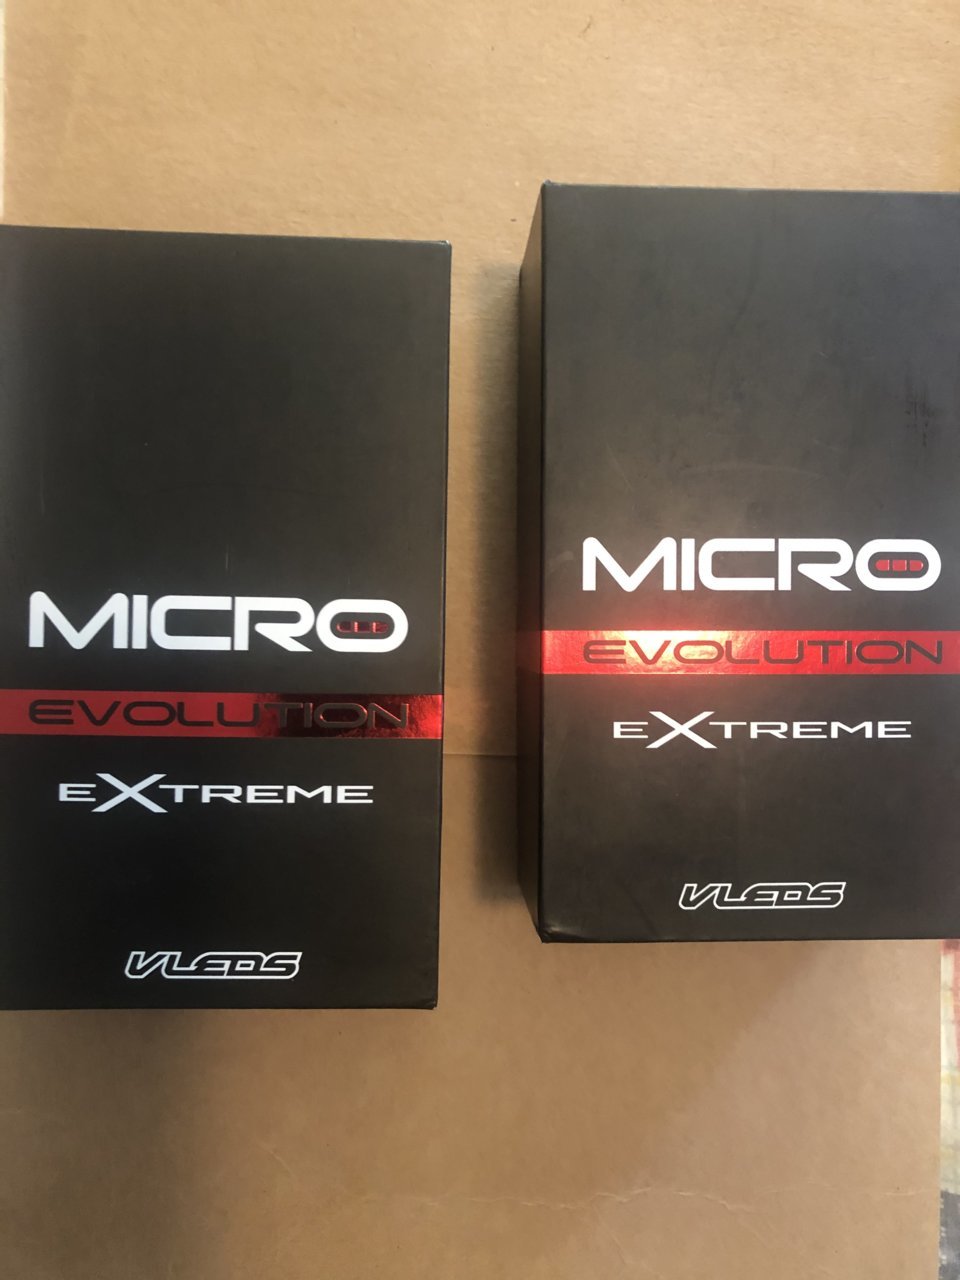 MICRO
EVOLUTION
eXTREME
VLEDS
MICRO
EVOLUTION
eXTREME
VLEDS